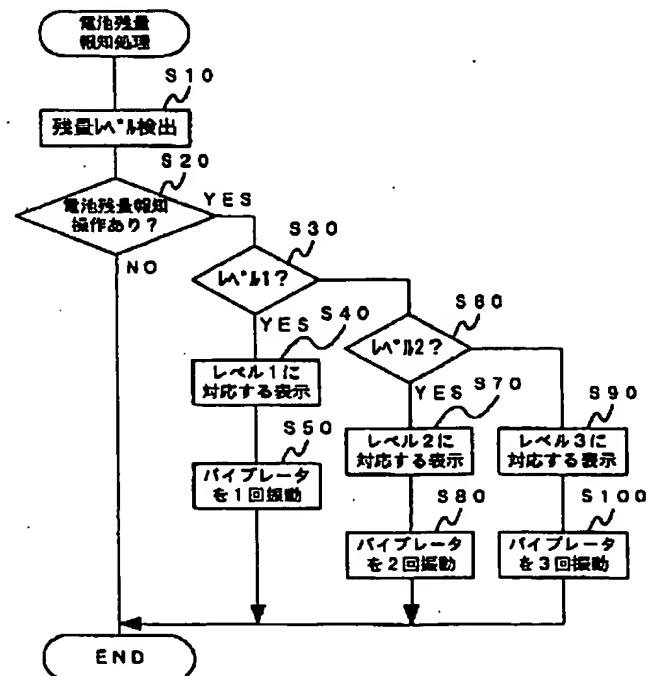 電池残量
報知処理
S10
残量レベル検出
S20
電池残量報知
操作あり？
YES
NO
S30
レベル1？
YES
S40
レベル1に
対応する表示
S50
バイブレータ
を1回振動
S60
レベル2？
YES
S70
レベル2に
対応する表示
S80
バイブレータ
を2回振動
S90
レベル3に
対応する表示
S100
バイブレータ
を3回振動
END